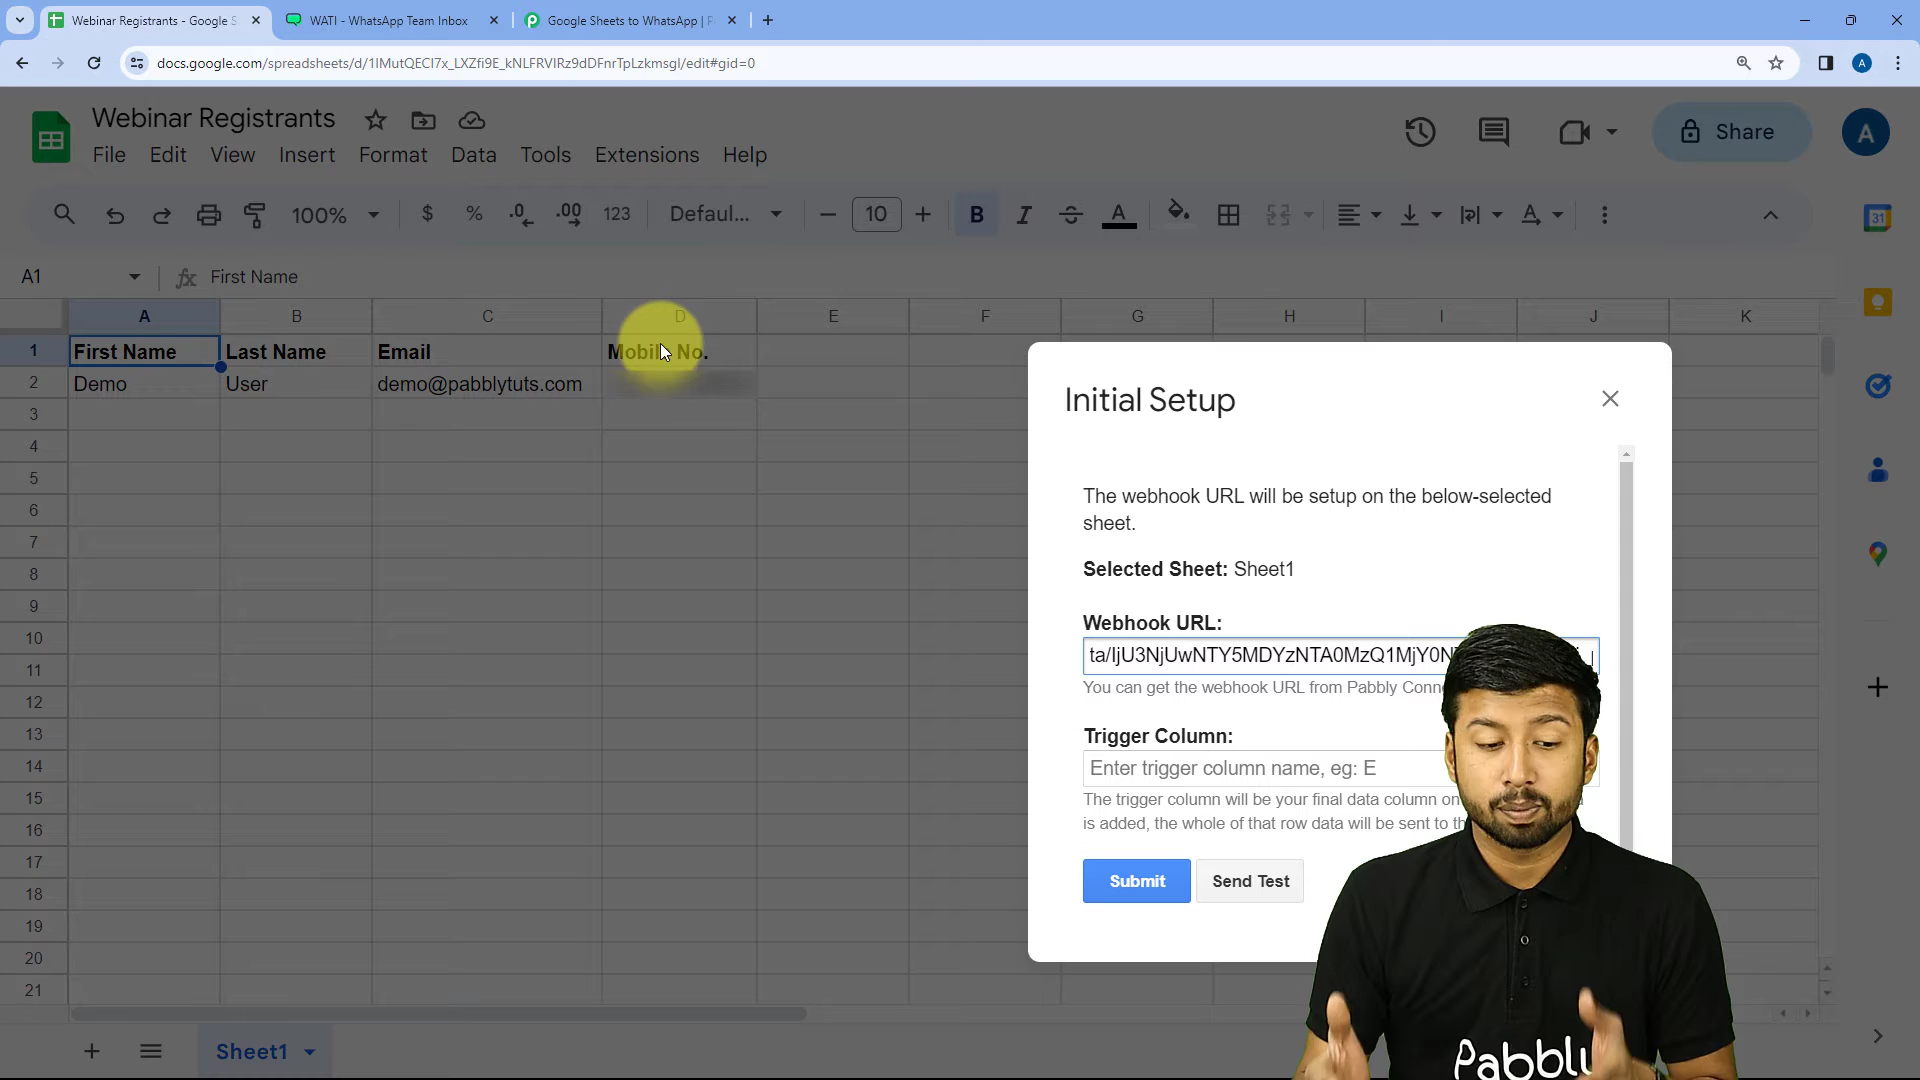 Webinar Registrants - Google S
WATI - WhatsApp Team Inbox
Google Sheets to WhatsApp | P
docs.google.com/spreadsheets/d/1IMutQECI7x_LXZfi9E_kNLFRVIRz9dDFnrTpLzkmsgI/edit#gid=0
A
Webinar Registrants
File Edit View Insert Format Data Tools Extensions Help
Share
A
100%
$ % .0 .00 123
Defaul...
10
B I A A
31
A1
fx First Name
A B C D E F G H I J K
1 First Name Last Name Email Mobile No.
2 Demo User demo@pabblytuts.com
3
4
5
6
7
8
9
10
11
12
13
14
15
16
17
18
19
20
21
Initial Setup
The webhook URL will be setup on the below-selected
sheet.
Selected Sheet: Sheet1
Webhook URL:
ta/IjU3NjUwNTY5MDYzNTA0MzQ1MjY0N
You can get the webhook URL from Pabbly
Trigger Column:
Enter trigger column name, eg: E
The trigger column will be your final data column on
is added, the whole of that row data will be sent to
Submit Send Test
Pabbly
Sheet1